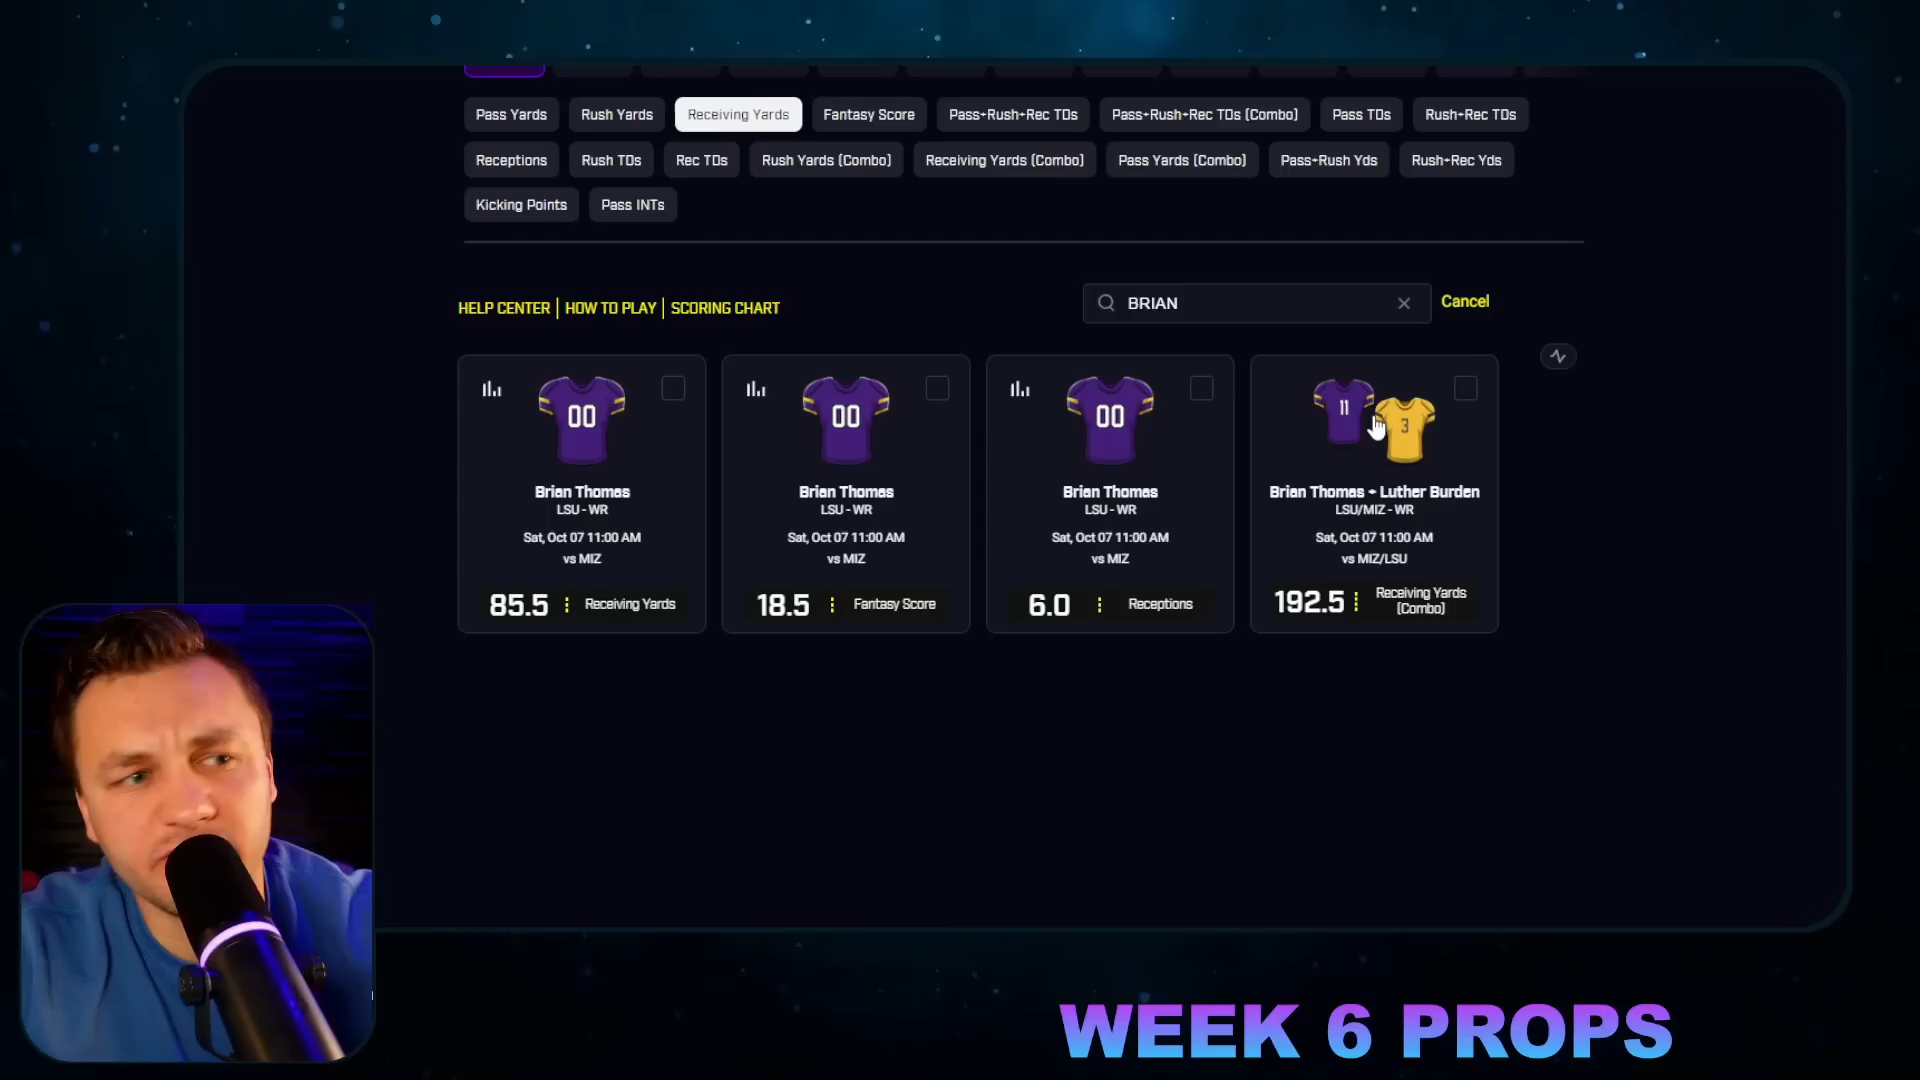 Pass Yards Rush Yards Receiving Yards Fantasy Score Pass+Rush+Rec TDs Pass+Rush+Rec TDs (Combo) Pass TDs Rush+Rec TDs
Receptions Rush TDs Rec TDs Rush Yards (Combo) Receiving Yards (Combo) Pass Yards (Combo) Pass+Rush Yds Rush+Rec Yds
Kicking Points Pass INTs
HELP CENTER | HOW TO PLAY | SCORING CHART
BRIAN
Cancel
00
Brian Thomas
LSU - WR
Sat, Oct 07 11:00 AM
vs MIZ
85.5 Receiving Yards
00
Brian Thomas
LSU - WR
Sat, Oct 07 11:00 AM
vs MIZ
18.5 Fantasy Score
00
Brian Thomas
LSU - WR
Sat, Oct 07 11:00 AM
vs MIZ
6.0 Receptions
11
3
Brian Thomas + Luther Burden
LSU/MIZ - WR
Sat, Oct 07 11:00 AM
vs MIZ/LSU
192.5 Receiving Yards
(Combo)
WEEK 6 PROPS